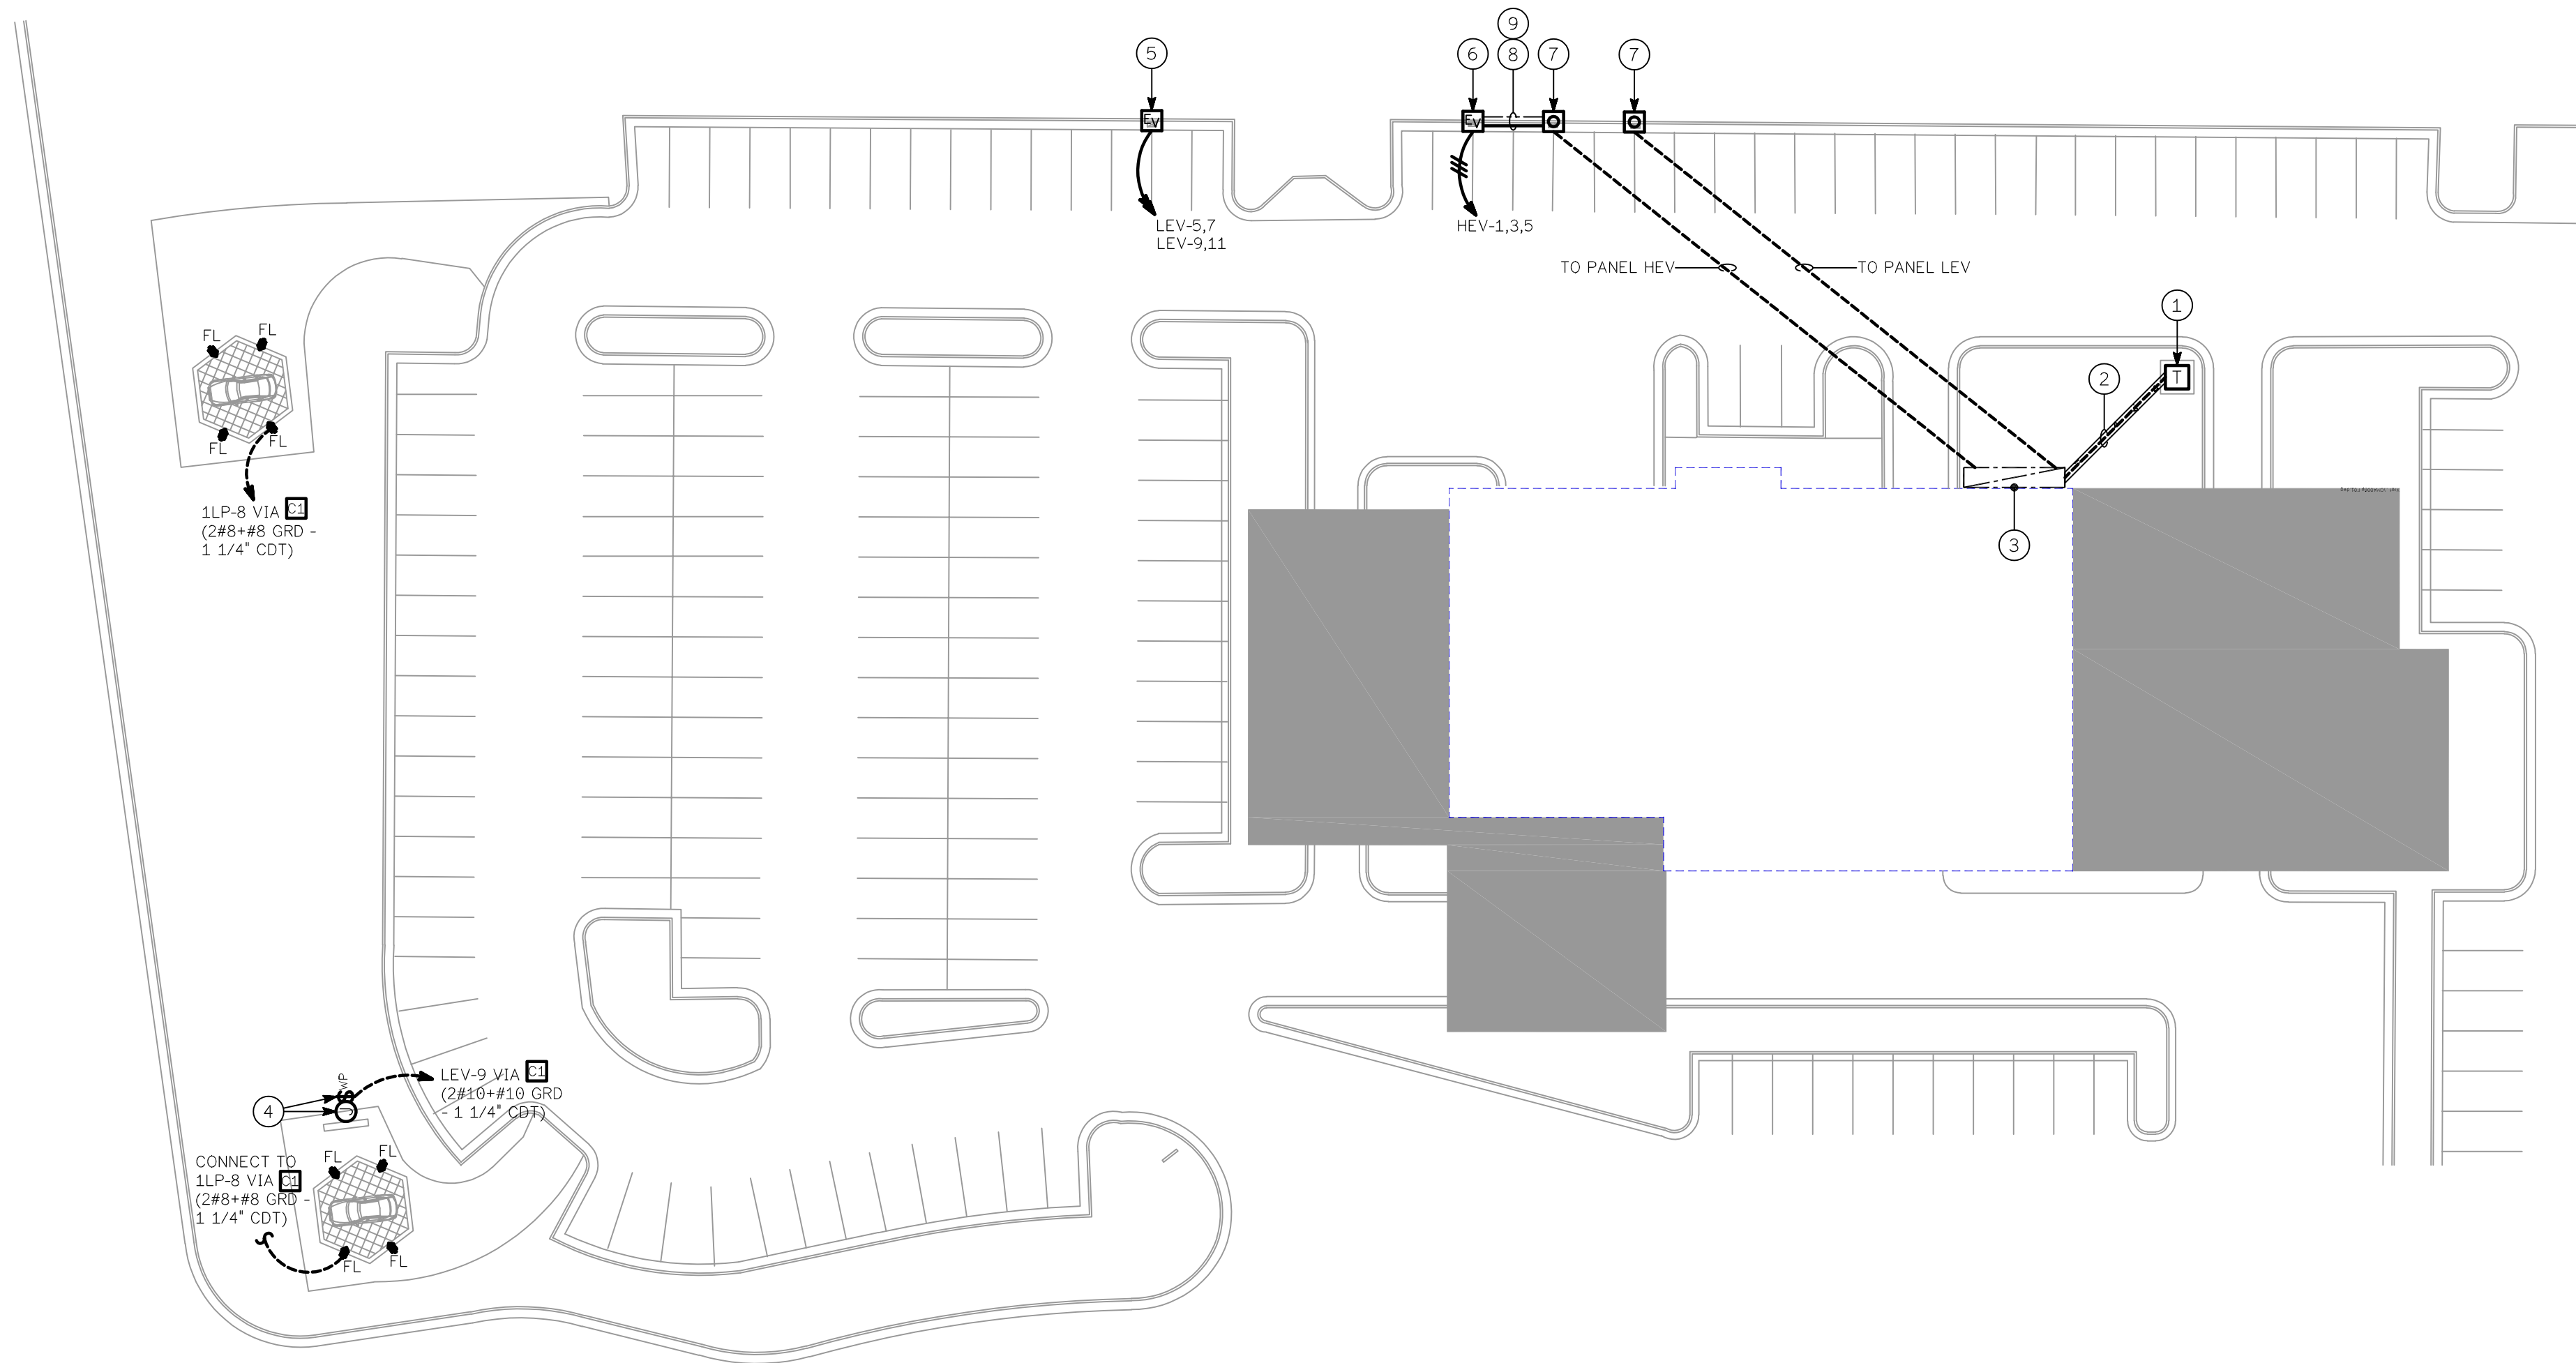 9
5
6
8
7
7
EV
EV
LEV-5,7
LEV-9,11
HEV-1,3,5
TO PANEL HEV
TO PANEL LEV
1
T
2
3
FL
FL
FL
FL
1LP-8 VIA C1
(2#8+#8 GRD -
1 1/4" CDT)
WP
$
J
4
LEV-9 VIA C1
(2#10+#10 GRD
- 1 1/4" CDT)
CONNECT TO
1LP-8 VIA C1
(2#8+#8 GRD -
1 1/4" CDT)
FL
FL
FL
FL